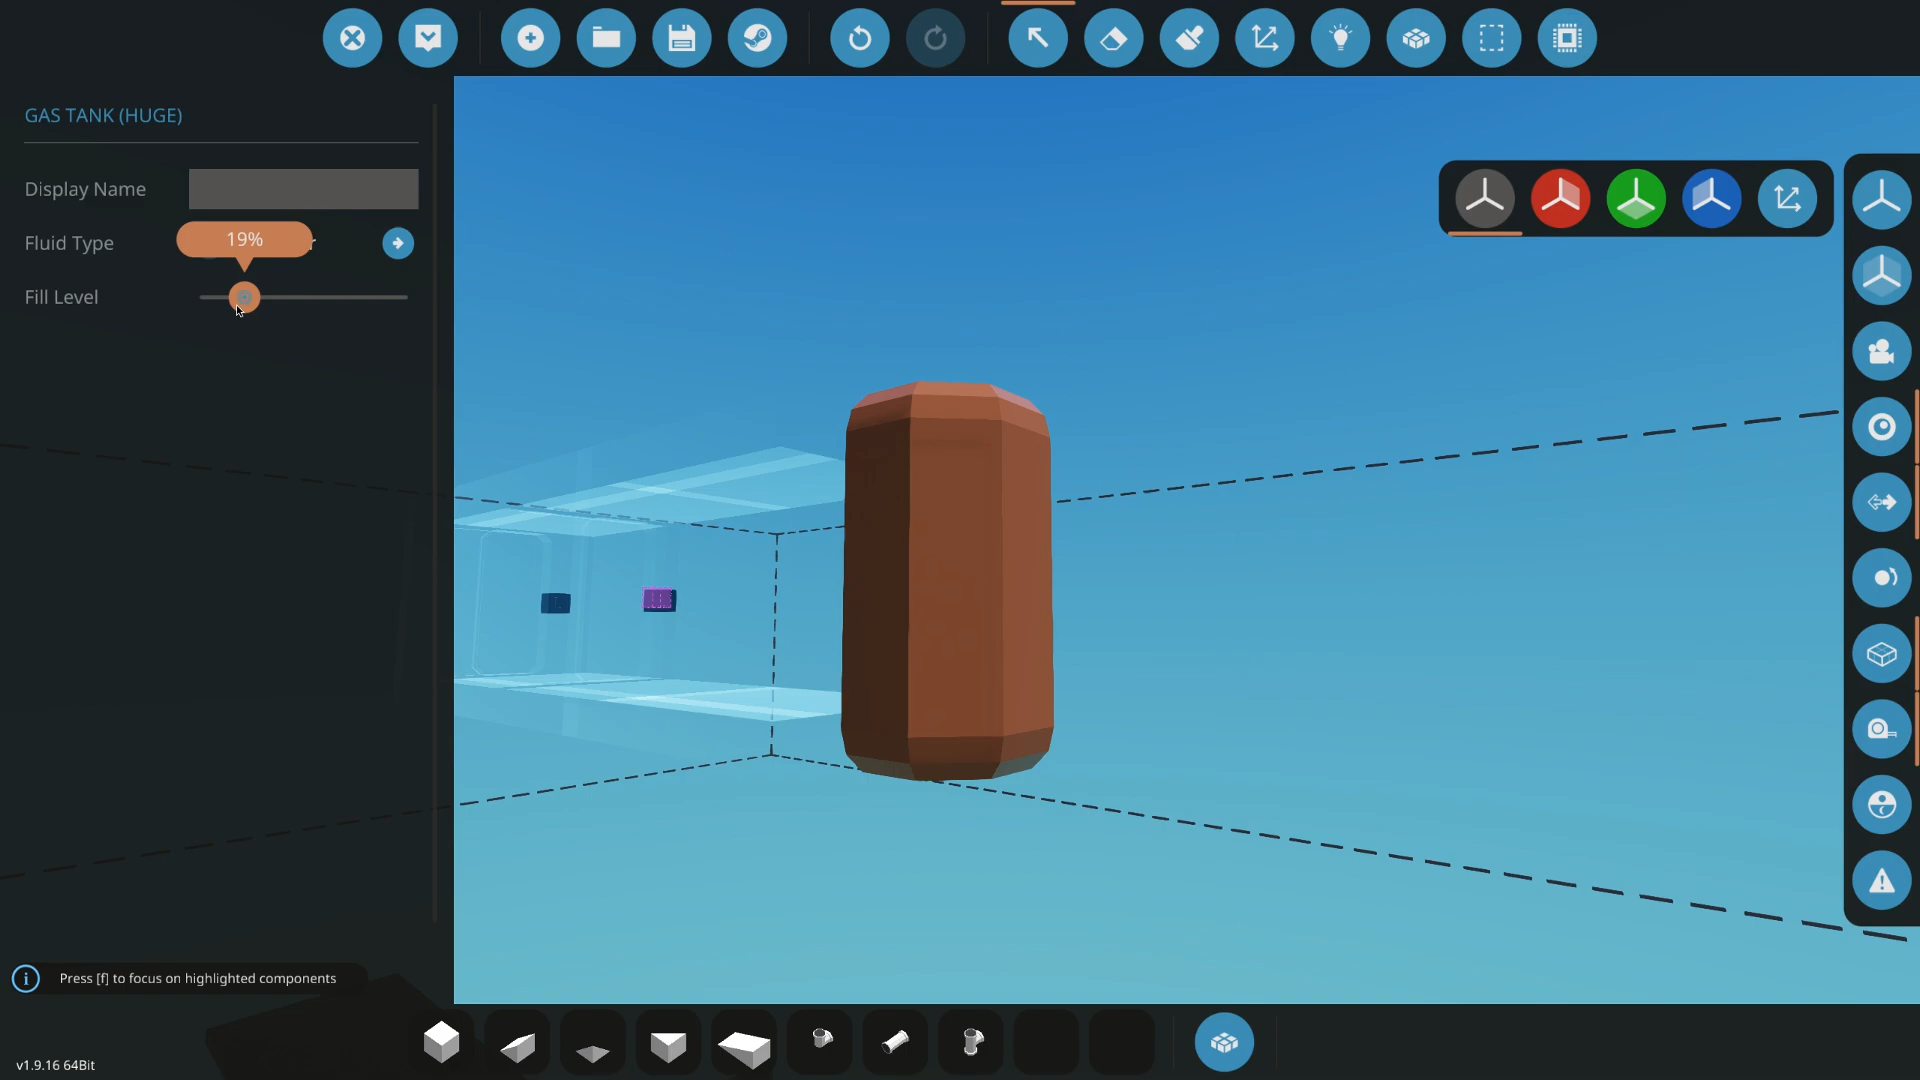 GAS TANK (HUGE)
Display Name
Fluid Type
19%
Fill Level
Press [f] to focus on highlighted components
v1.9.16 64Bit